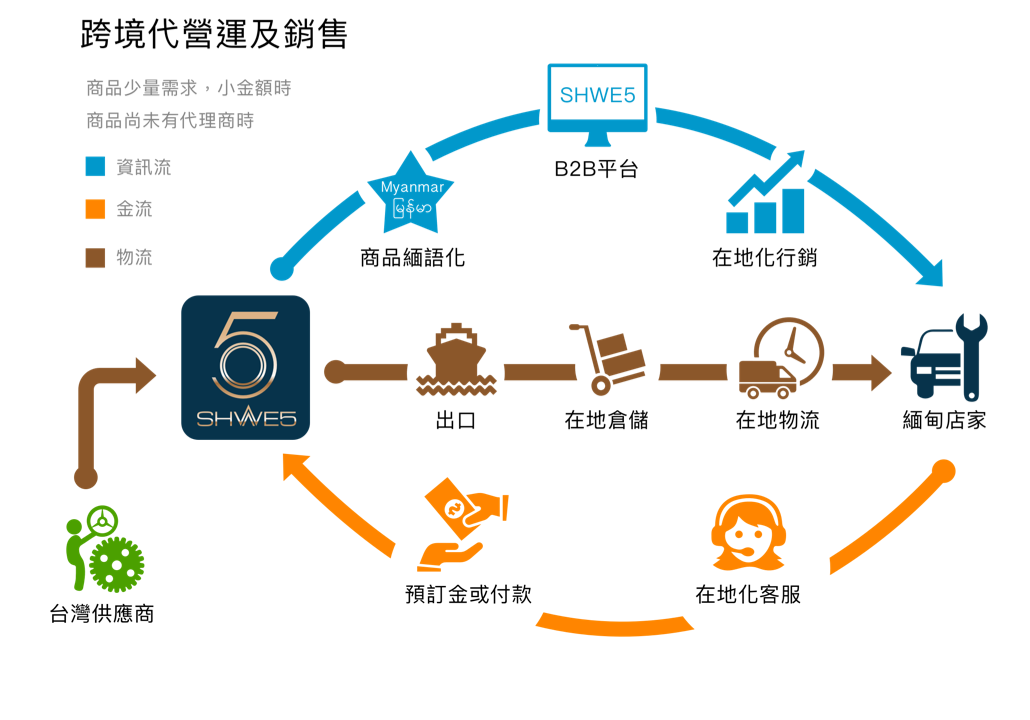 跨境代營運及銷售
商品少量需求，小金額時
商品尚未有代理商時
資訊流
金流
物流
SHWE5
B2B平台
Myanmar
မြန်မာ
商品緬語化
在地化行銷
5
SHWE5
出口
在地倉儲
在地物流
緬甸店家
預訂金或付款
在地化客服
台灣供應商